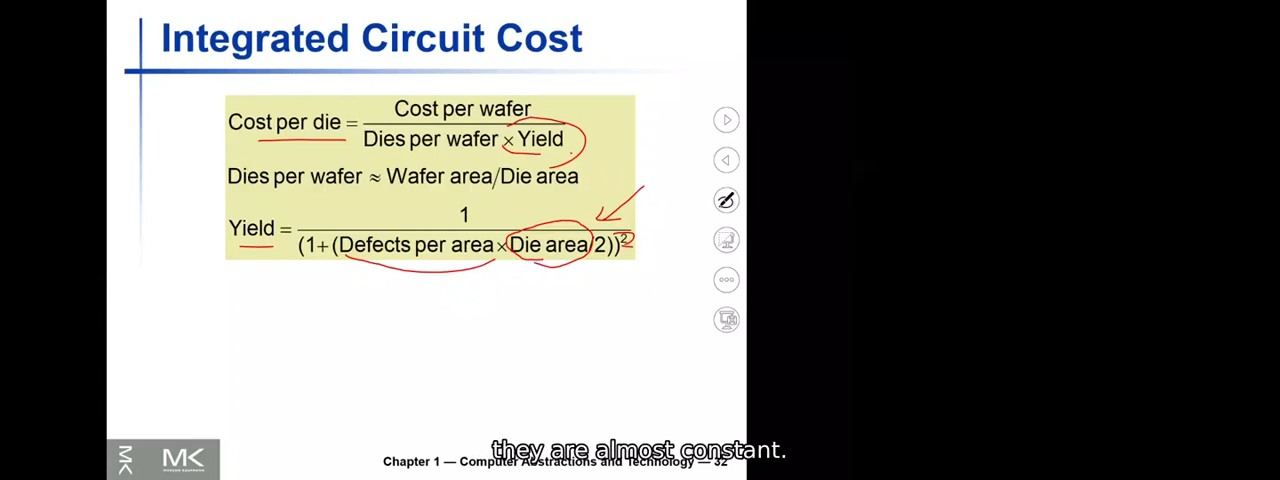 Integrated Circuit Cost
Cost per die = Cost per wafer / Dies per wafer × Yield
Dies per wafer ≈ Wafer area/Die area
Yield = 1 / (1+(Defects per area×Die area/2))²
they are almost constant.
MK
MK
Chapter 1 — Computer Abstractions and Technology — 32